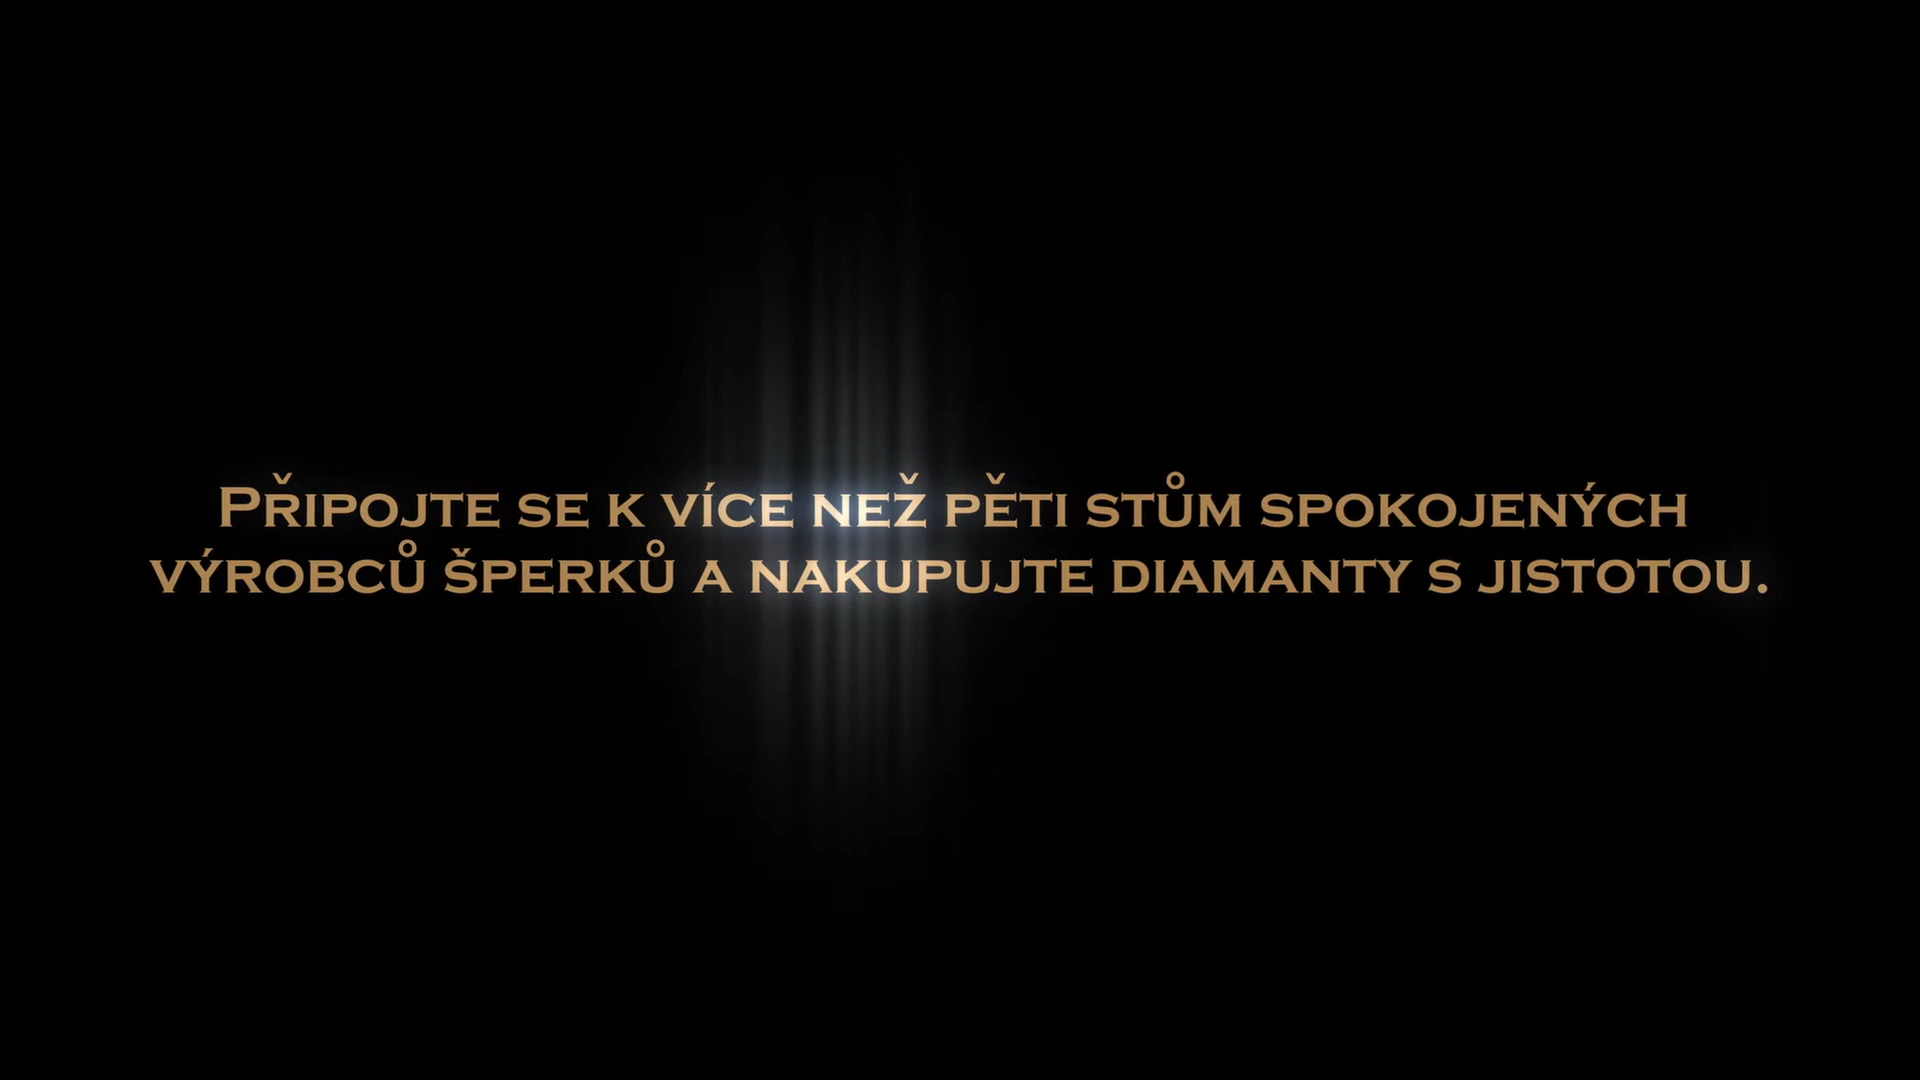 Připojte se k více než pěti stům spokojených
výrobců šperků a nakupujte diamanty s jistotou.